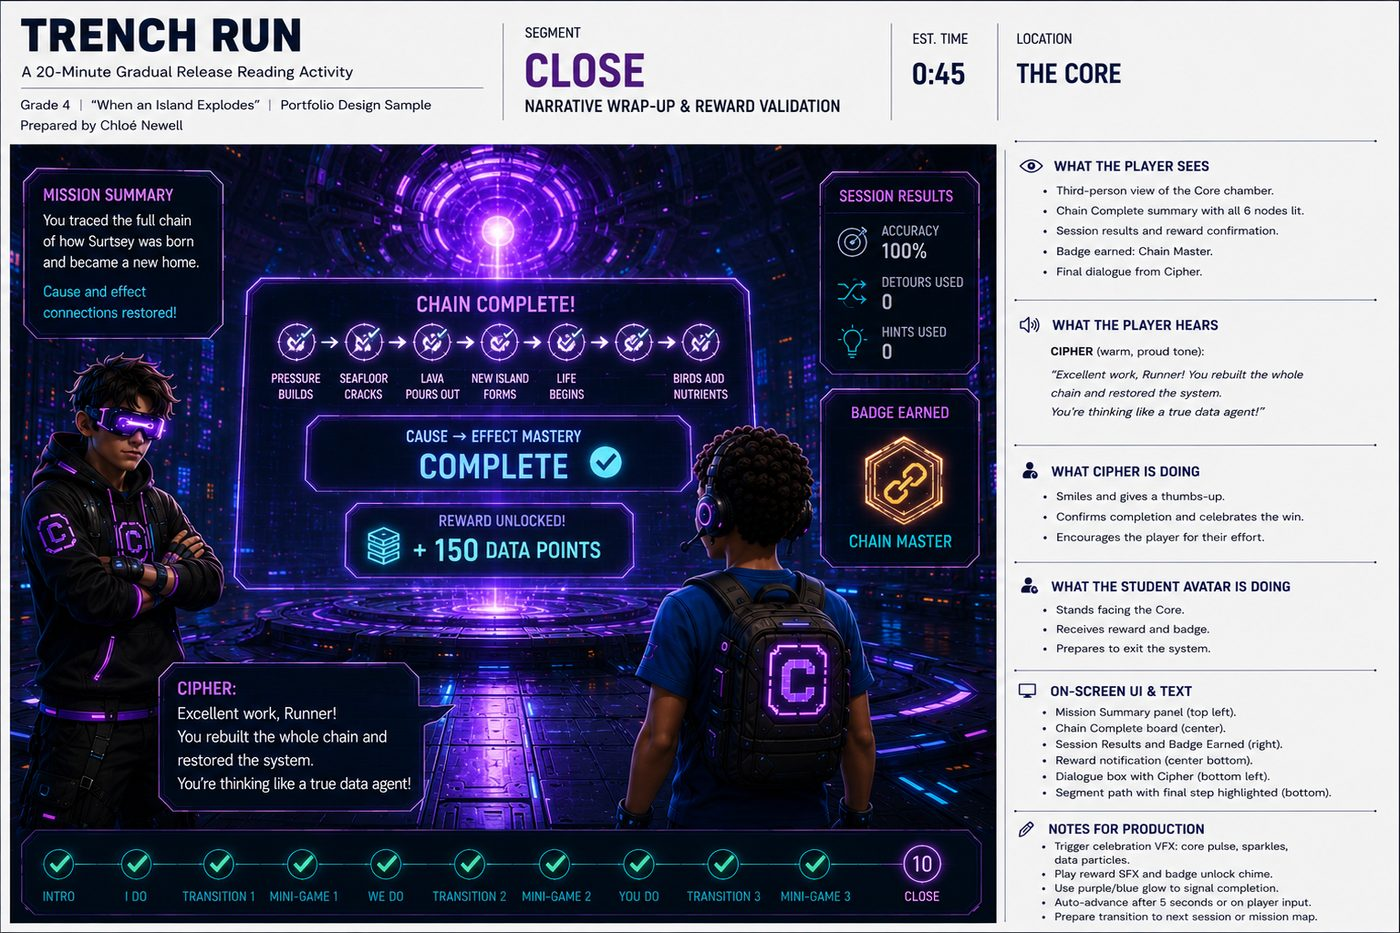 TRENCH RUN
A 20-Minute Gradual Release Reading Activity
Grade 4 | “When an Island Explodes” | Portfolio Design Sample
Prepared by Chloé Newell
SEGMENT
CLOSE
NARRATIVE WRAP-UP & REWARD VALIDATION
EST. TIME
0:45
LOCATION
THE CORE
MISSION SUMMARY
You traced the full chain
of how Surtsey was born
and became a new home.
Cause and effect
connections restored!
CHAIN COMPLETE!
PRESSURE
BUILDS
SEAFLOOR
CRACKS
LAVA
POURS OUT
NEW ISLAND
FORMS
LIFE
BEGINS
BIRDS ADD
NUTRIENTS
CAUSE → EFFECT MASTERY
COMPLETE
REWARD UNLOCKED!
+ 150 DATA POINTS
SESSION RESULTS
ACCURACY
100%
DETOURS USED
0
HINTS USED
0
BADGE EARNED
CHAIN MASTER
C
C
C
CIPHER:
Excellent work, Runner!
You rebuilt the whole chain and
restored the system.
You're thinking like a true data agent!
INTRO
I DO
TRANSITION 1
MINI-GAME 1
WE DO
TRANSITION 2
MINI-GAME 2
YOU DO
TRANSITION 3
MINI-GAME 3
10
CLOSE
WHAT THE PLAYER SEES
• Third-person view of the Core chamber.
• Chain Complete summary with all 6 nodes lit.
• Session results and reward confirmation.
• Badge earned: Chain Master.
• Final dialogue from Cipher.
WHAT THE PLAYER HEARS
CIPHER (warm, proud tone):
“Excellent work, Runner! You rebuilt the whole
chain and restored the system.
You're thinking like a true data agent!”
WHAT CIPHER IS DOING
• Smiles and gives a thumbs-up.
• Confirms completion and celebrates the win.
• Encourages the player for their effort.
WHAT THE STUDENT AVATAR IS DOING
• Stands facing the Core.
• Receives reward and badge.
• Prepares to exit the system.
ON-SCREEN UI & TEXT
• Mission Summary panel (top left).
• Chain Complete board (center).
• Session Results and Badge Earned (right).
• Reward notification (center bottom).
• Dialogue box with Cipher (bottom left).
• Segment path with final step highlighted (bottom).
NOTES FOR PRODUCTION
• Trigger celebration VFX: core pulse, sparkles,
data particles.
• Play reward SFX and badge unlock chime.
• Use purple/blue glow to signal completion.
• Auto-advance after 5 seconds or on player input.
• Prepare transition to next session or mission map.